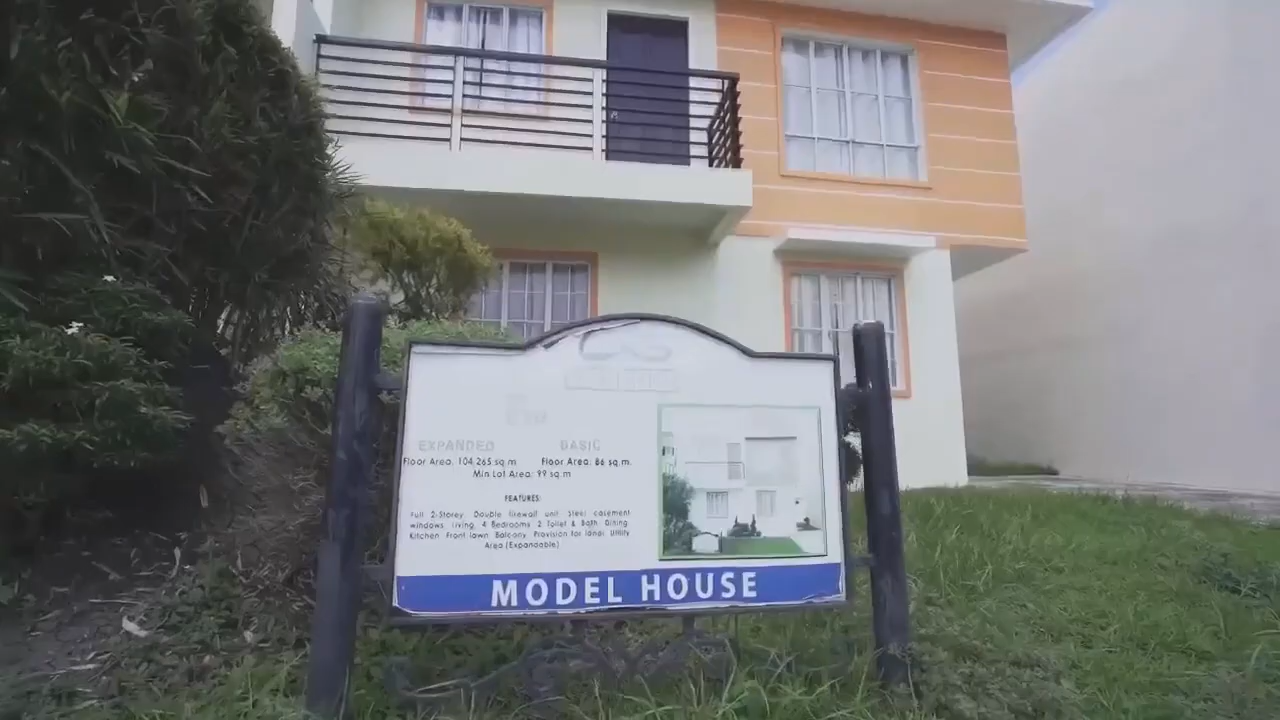 EXPANDED BASIC
Floor Area: 104.265 sq.m Floor Area: 86 sq.m.
Min Lot Area: 99 sq.m
FEATURES:
Full 2-Storey, Double firewall unit Steel casement
windows, Living, 4 Bedrooms 2 Toilet & Bath Dining
Kitchen Front lawn Balcony, Provision for lanai Utility
Area (Expandable)
MODEL HOUSE